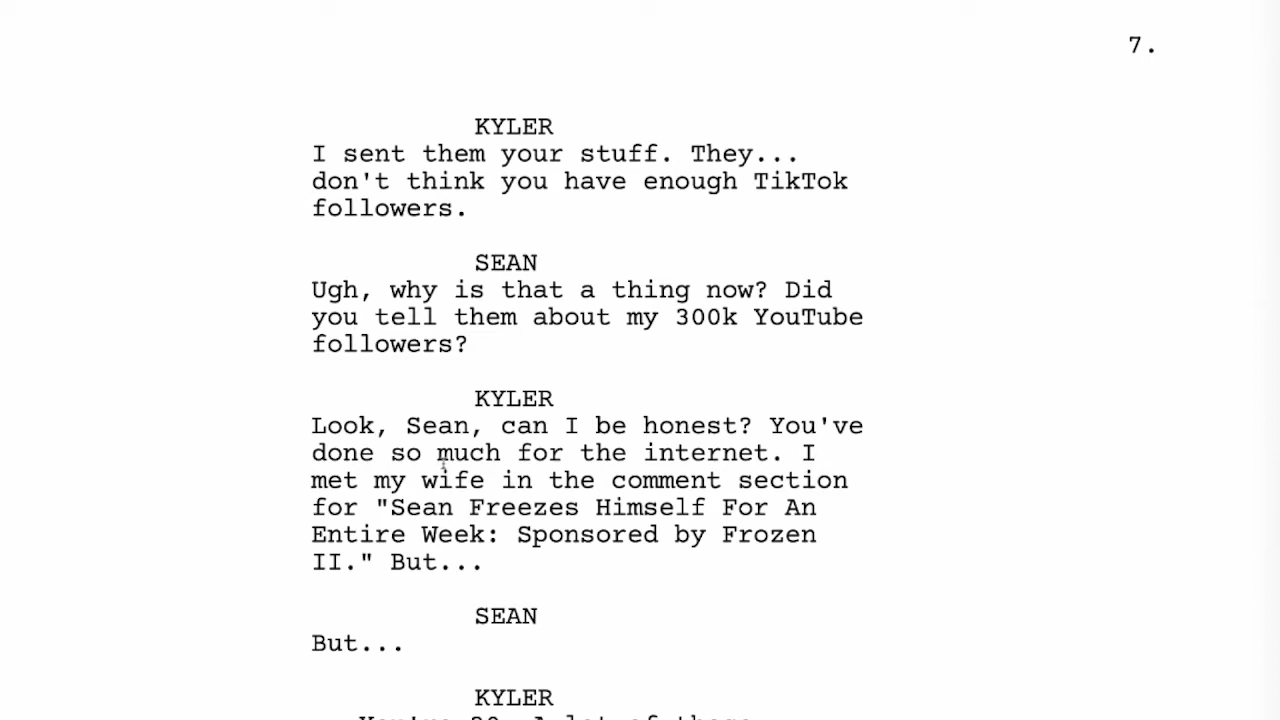 7.
KYLER
I sent them your stuff. They...
don't think you have enough TikTok
followers.
SEAN
Ugh, why is that a thing now? Did
you tell them about my 300k YouTube
followers?
KYLER
Look, Sean, can I be honest? You've
done so much for the internet. I
met my wife in the comment section
for "Sean Freezes Himself For An
Entire Week: Sponsored by Frozen
II." But...
SEAN
But...
KYLER
A lot of these